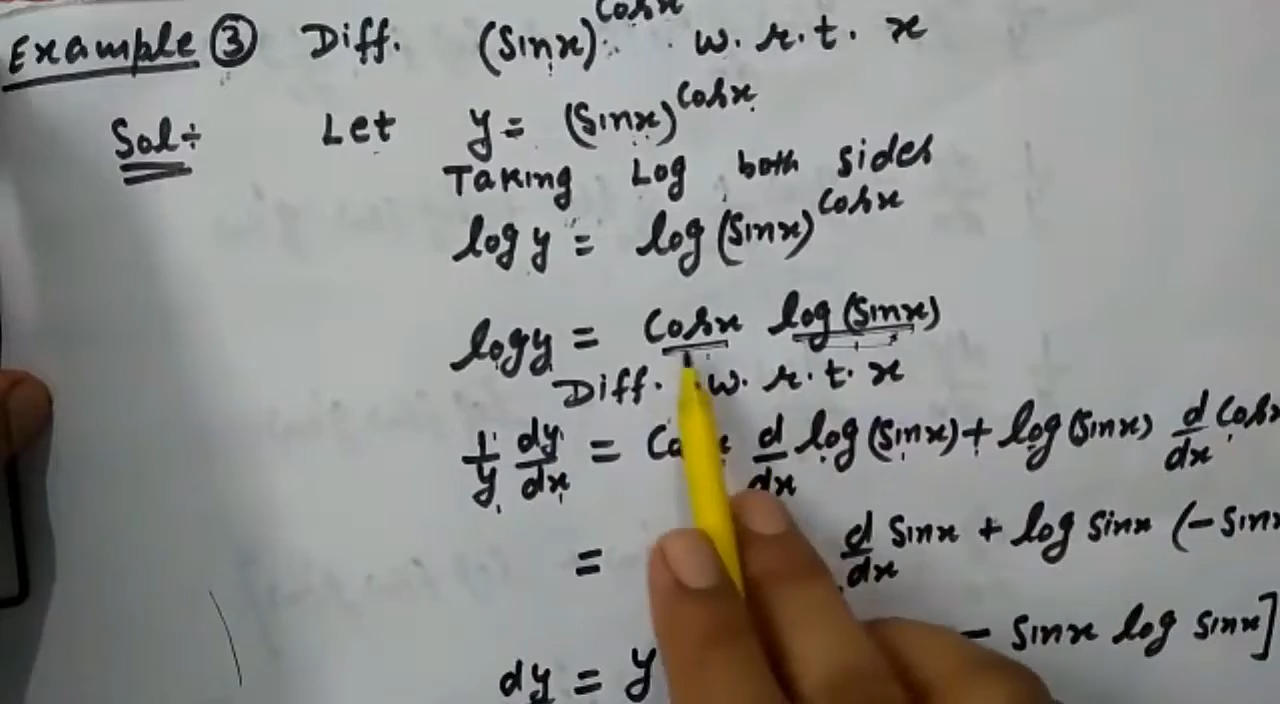 Example ③ Diff. (Sinx)^Cosx w.r.t. x
Sol÷ Let y = (Sinx)^Cosx
Taking Log both sides
log y = log (Sinx)^Cosx
log y = Cosx log (Sinx)
Diff. w.r.t. x
1/y dy/dx = Co d/dx log (Sinx) + log (Sinx) d/dx Cosx
= d/dx Sinx + log Sinx (- Sinx
dy = y - Sinx log Sinx]